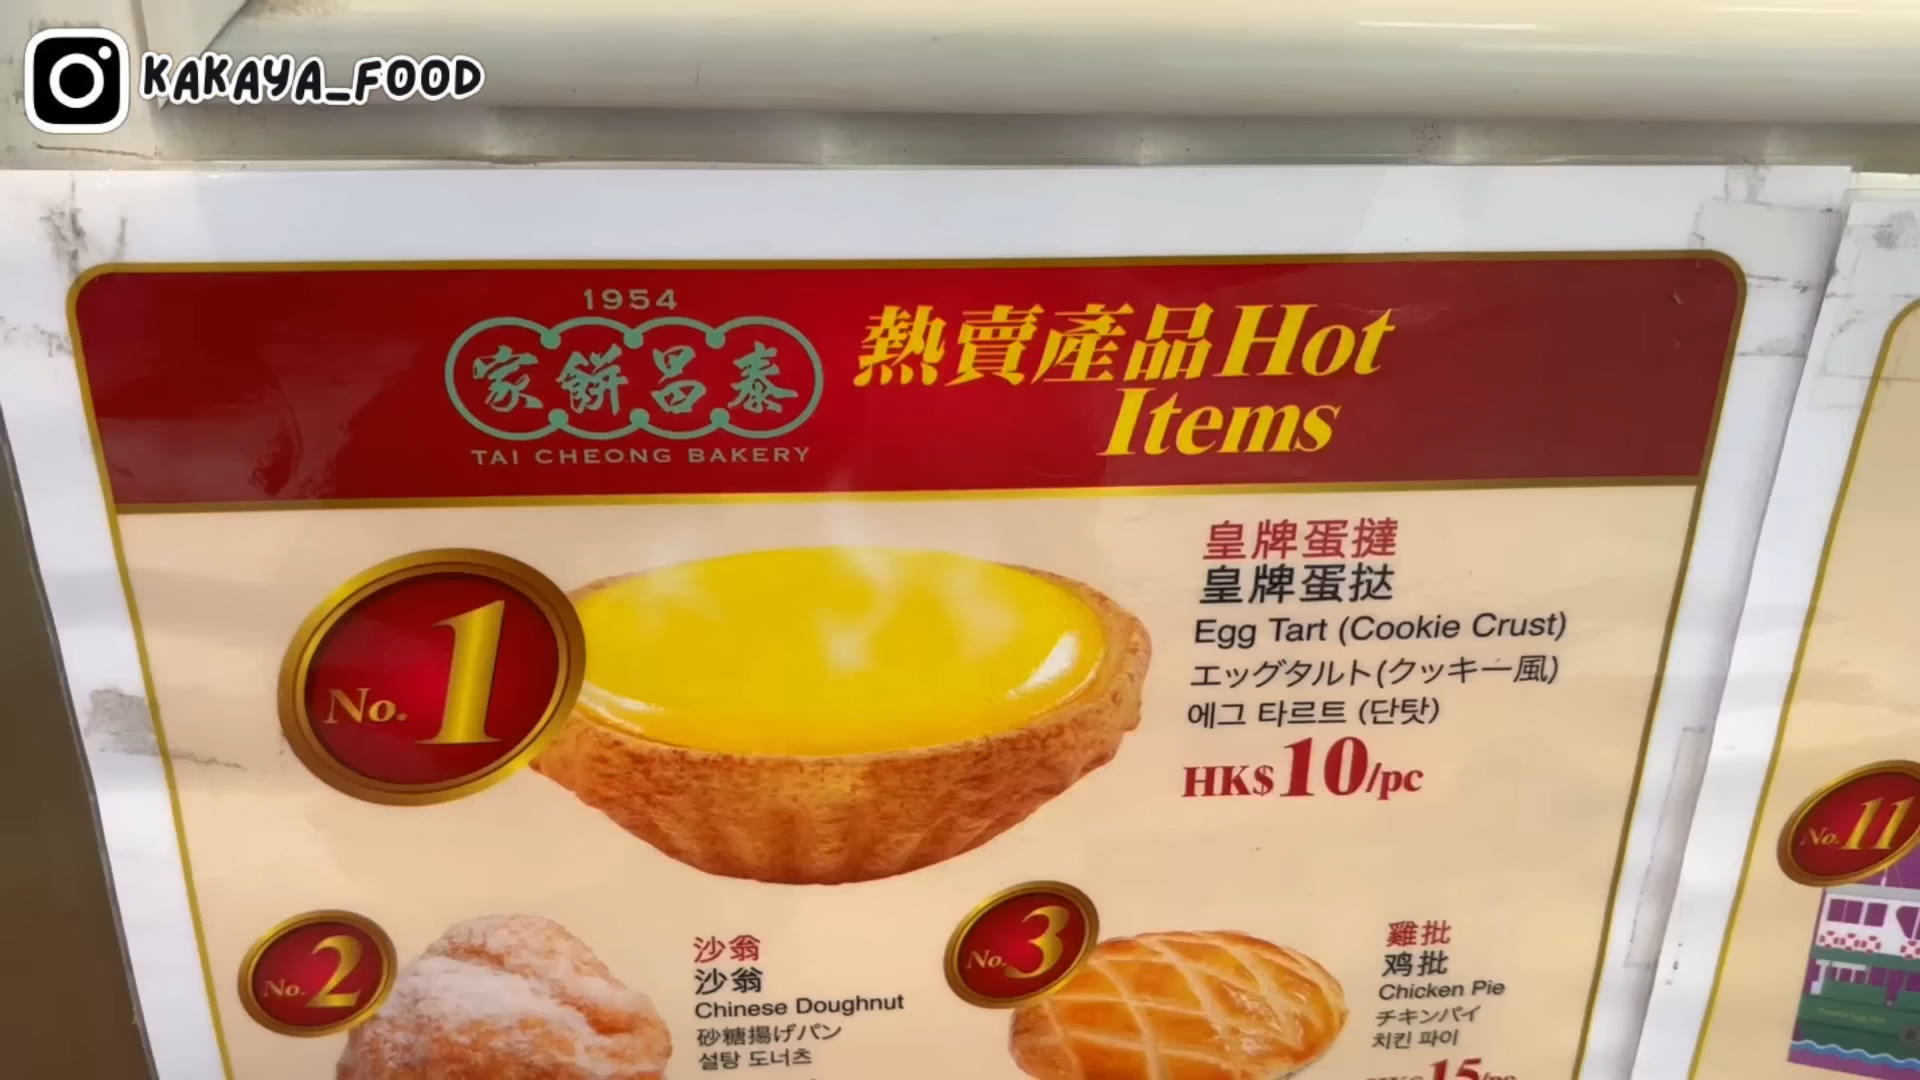 KAKAYA_FOOD
1954
家餅昌泰
TAI CHEONG BAKERY
熱賣產品Hot
Items
No.1
皇牌蛋撻
皇牌蛋挞
Egg Tart (Cookie Crust)
エッグタルト(クッキー風)
에그 타르트 (단탓)
HK$10/pc
No.2
沙翁
沙翁
Chinese Doughnut
砂糖揚げパン
설탕 도너츠
No.3
雞批
鸡批
Chicken Pie
チキンパイ
치킨 파이
HK$15/pc
No.11